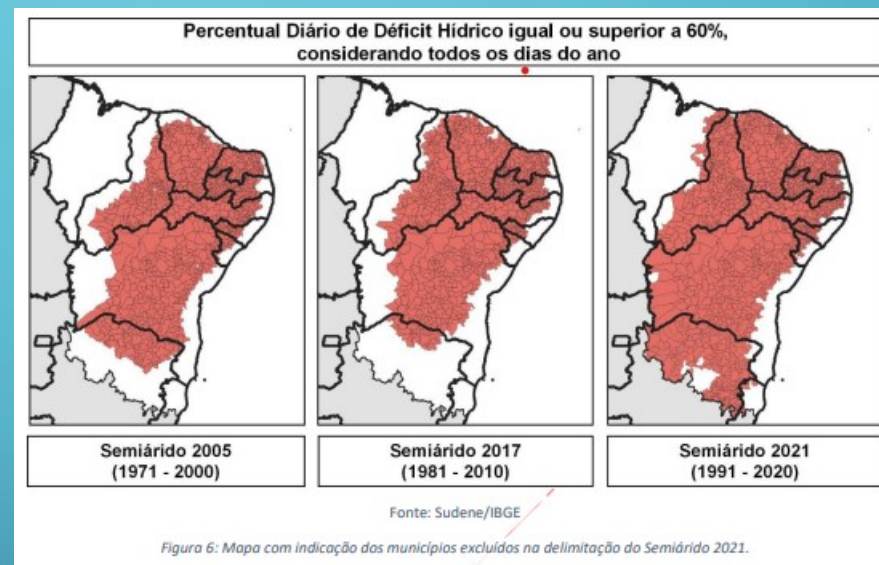 Percentual Diário de Déficit Hídrico igual ou superior a 60%,
considerando todos os dias do ano
Semiárido 2005
(1971 - 2000)
Semiárido 2017
(1981 - 2010)
Semiárido 2021
(1991 - 2020)
Fonte: Sudene/IBGE
Figura 6: Mapa com indicação dos municípios excluídos na delimitação do Semiárido 2021.